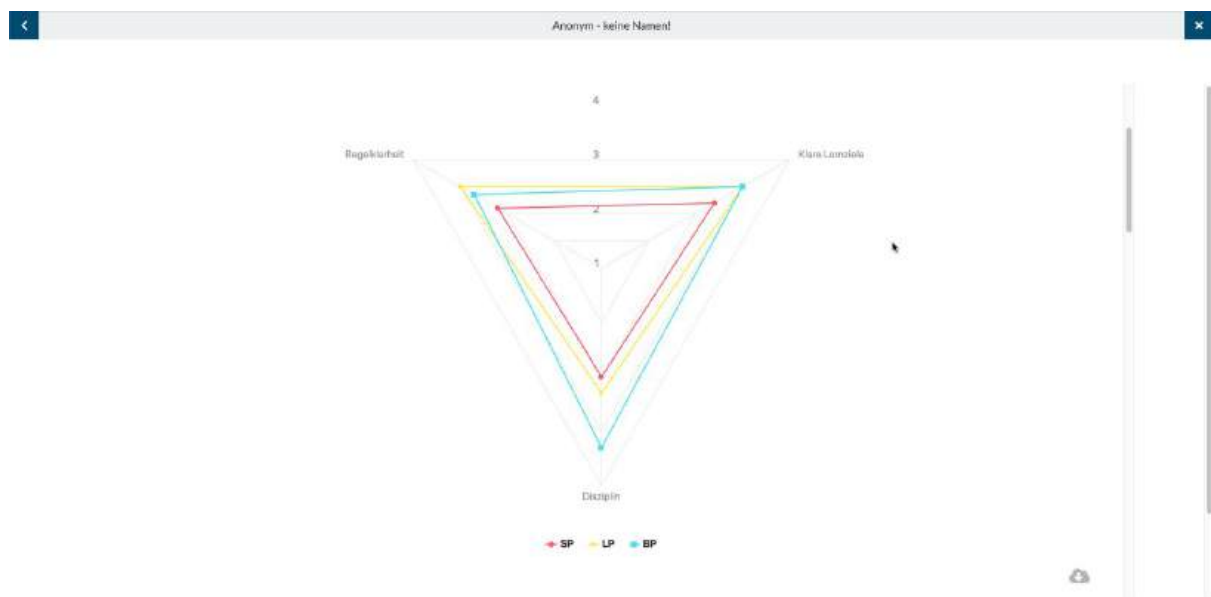 Anonym - keine Namen!
4
Regelklarheit
3
Klare Lernziele
2
1
Disziplin
SP LP BP